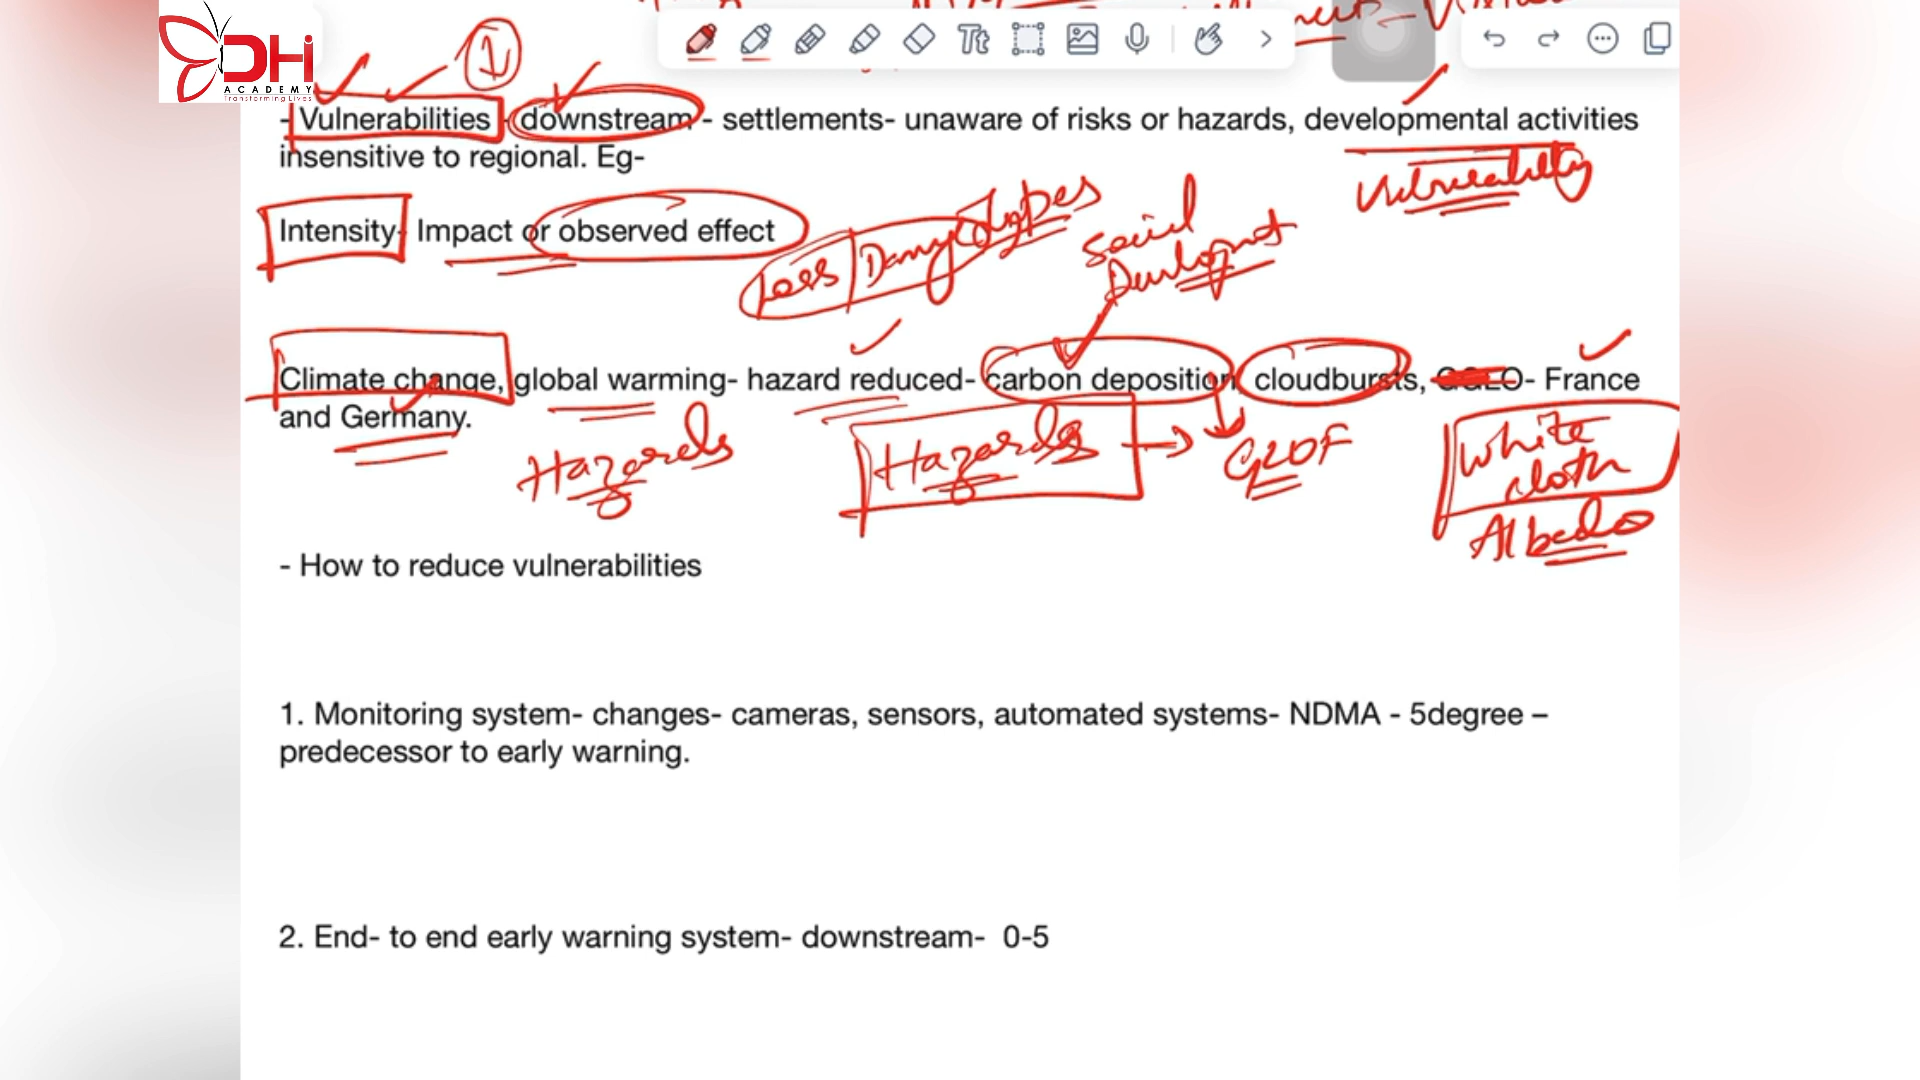 DHi
ACADEMY
Transforming Lives
1
- Vulnerabilities downstream - settlements- unaware of risks or hazards, developmental activities
insensitive to regional. Eg-
Vulnerability
Intensity- Impact or observed effect
Loss
types
Social
Climate change, global warming- hazard reduced- carbon deposition, cloudbursts, O- France
and Germany.
Hazards
Hazards
GLOF
White
cloth
Albedo
- How to reduce vulnerabilities
1. Monitoring system- changes- cameras, sensors, automated systems- NDMA - 5degree –
predecessor to early warning.
2. End- to end early warning system- downstream- 0-5